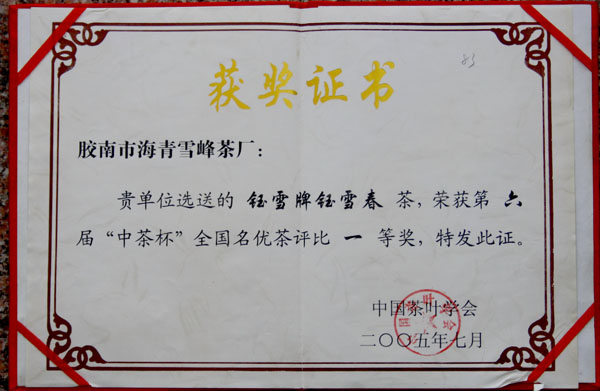 获奖证书
胶南市海青雪峰茶厂：
贵单位选送的 钰雪牌钰雪春 茶，荣获第 六
届“中茶杯”全国名优茶评比 一 等奖，特发此证。
中国茶叶学会
二〇〇五年七月